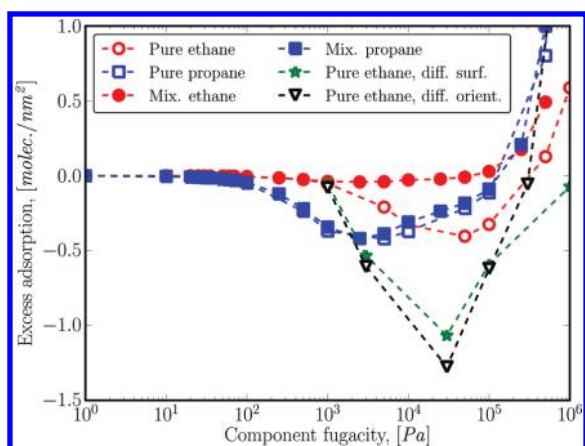 1.0
Pure ethane
Pure propane
Mix. ethane
Mix. propane
Pure ethane, diff. surf.
Pure ethane, diff. orient.
0.5
0.0
−0.5
−1.0
−1.5
Excess adsorption, [molec./nm²]
10⁰ 10¹ 10² 10³ 10⁴ 10⁵ 10⁶
Component fugacity, [Pa]